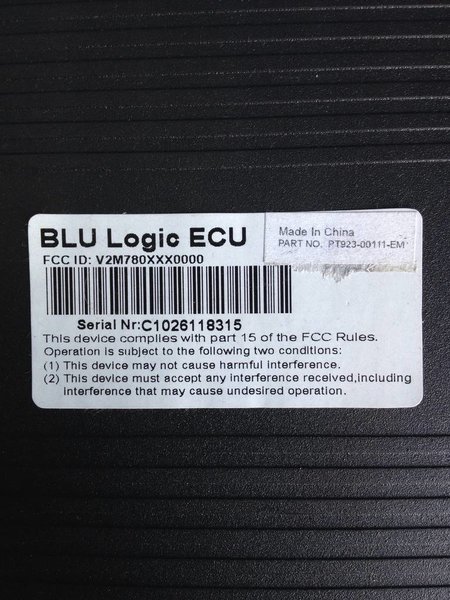 BLU Logic ECU
Made In China
PART NO. PT923-00111-EM
FCC ID: V2M780XXX0000
Serial Nr:C1026118315
This device complies with part 15 of the FCC Rules.
Operation is subject to the following two conditions:
(1) This device may not cause harmful interference.
(2) This device must accept any interference received,including
interference that may cause undesired operation.